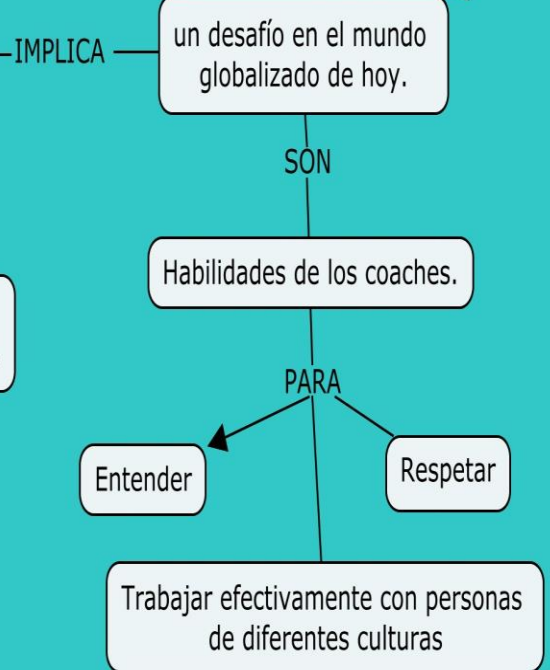 un desafío en el mundo
globalizado de hoy.
IMPLICA
SON
Habilidades de los coaches.
PARA
Entender
Respetar
Trabajar efectivamente con personas
de diferentes culturas